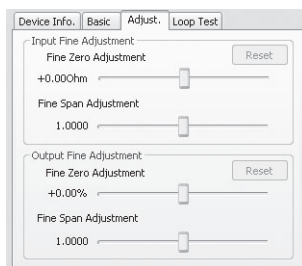 Device Info. Basic Adjust. Loop Test
Input Fine Adjustment
Fine Zero Adjustment Reset
+0.00Ohm
Fine Span Adjustment
1.0000
Output Fine Adjustment
Fine Zero Adjustment Reset
+0.00%
Fine Span Adjustment
1.0000